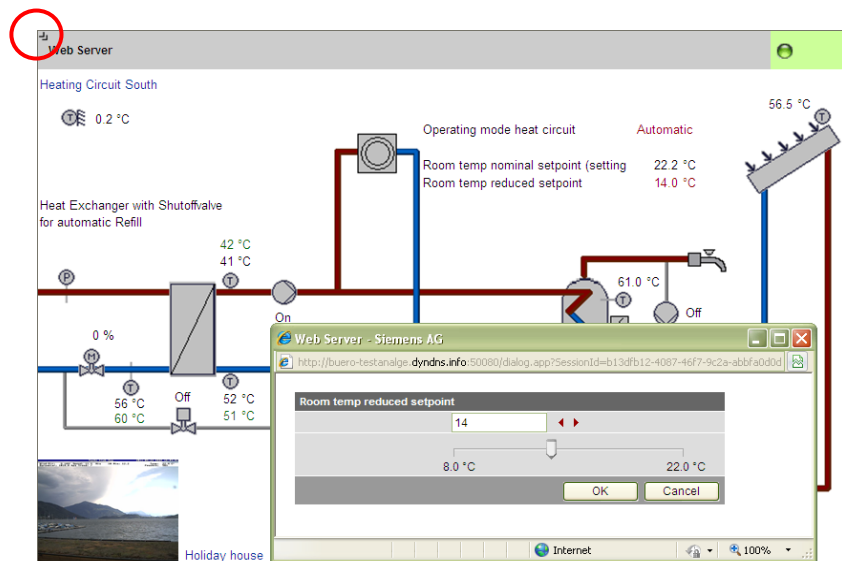 Web Server
Heating Circuit South
T 0.2 °C
56.5 °C
T
Operating mode heat circuit Automatic
Room temp nominal setpoint (setting 22.2 °C
Room temp reduced setpoint 14.0 °C
Heat Exchanger with Shutoffvalve
for automatic Refill
42 °C
41 °C
P
T
61.0 °C
T
On
Off
0 %
M
T
T
56 °C
Off
52 °C
60 °C
51 °C
Web Server - Siemens AG
http://buero-testanalge.dyndns.info:50080/dialog.app?SessionId=b13dfb12-4087-46f7-9c2a-abbfa0d0d
Room temp reduced setpoint
14
8.0 °C 22.0 °C
OK Cancel
Internet 100%
Holiday house